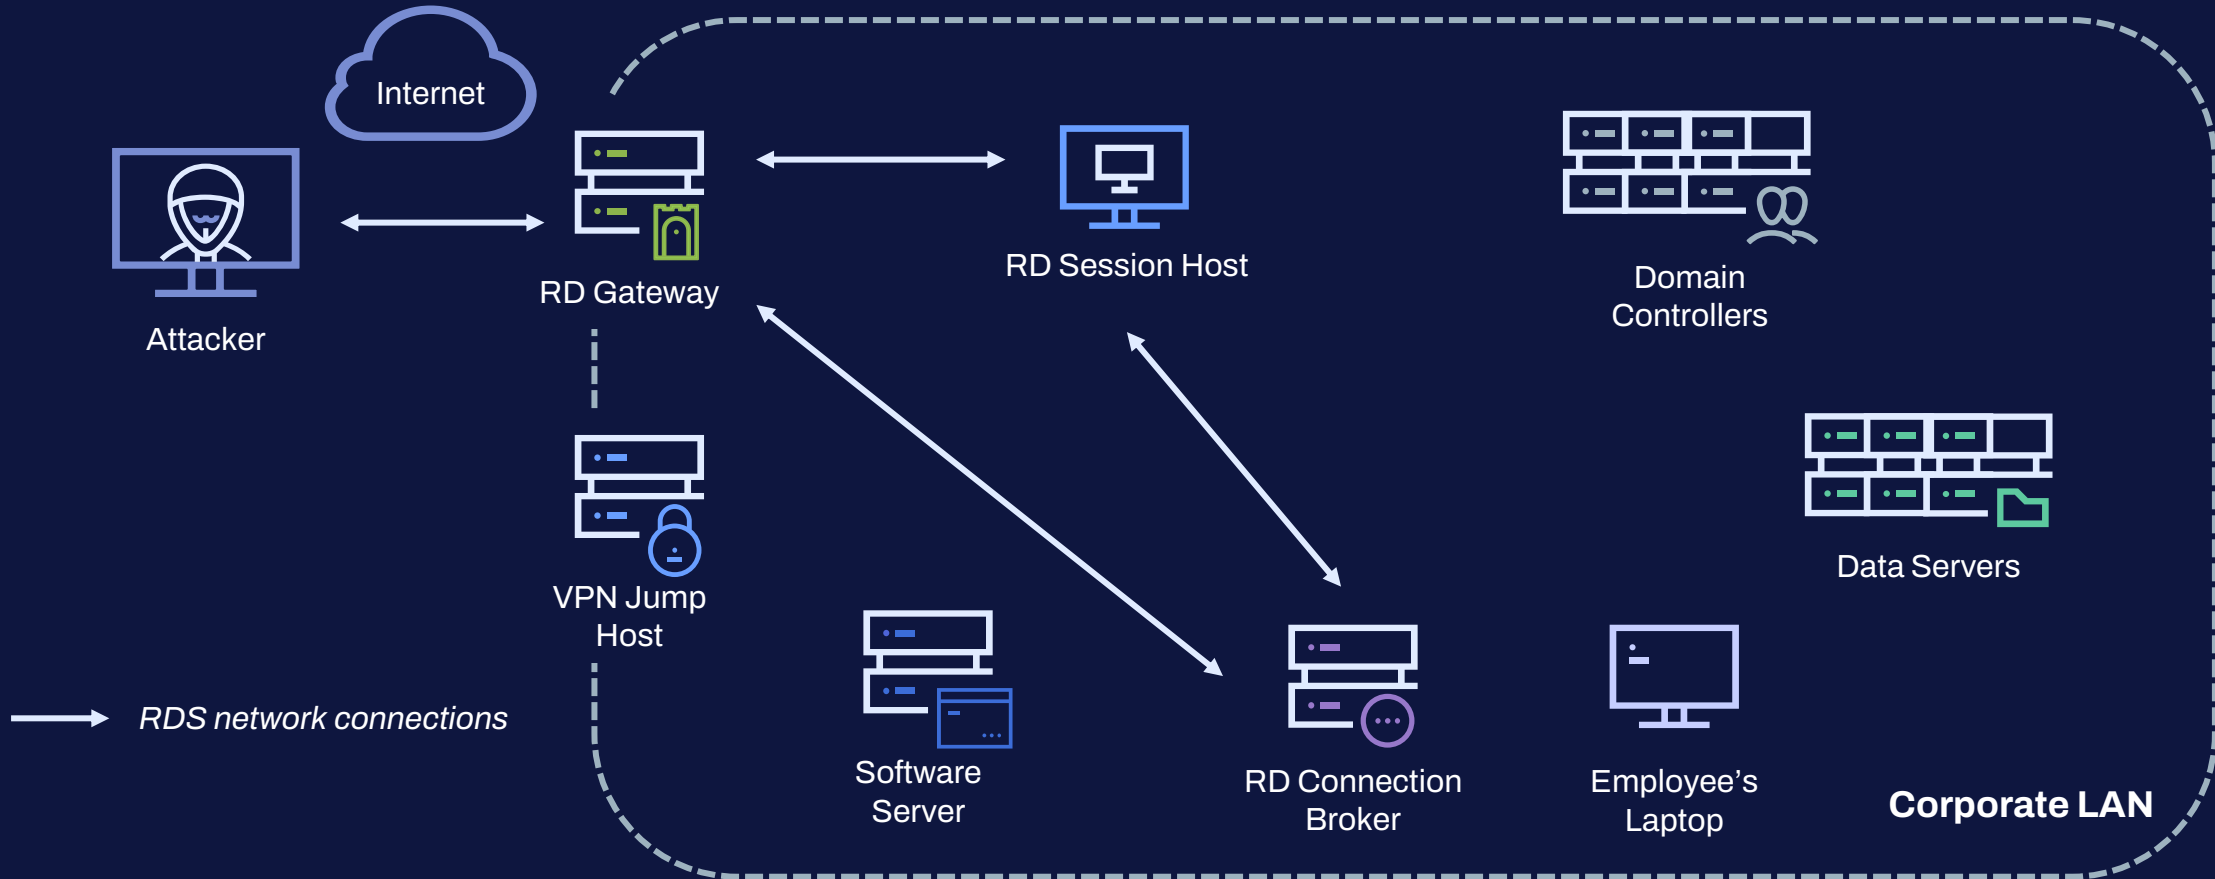 Internet
Attacker
RD Gateway
RD Session Host
Domain
Controllers
VPN Jump
Host
Data Servers
RDS network connections
Software
Server
RD Connection
Broker
Employee’s
Laptop
Corporate LAN